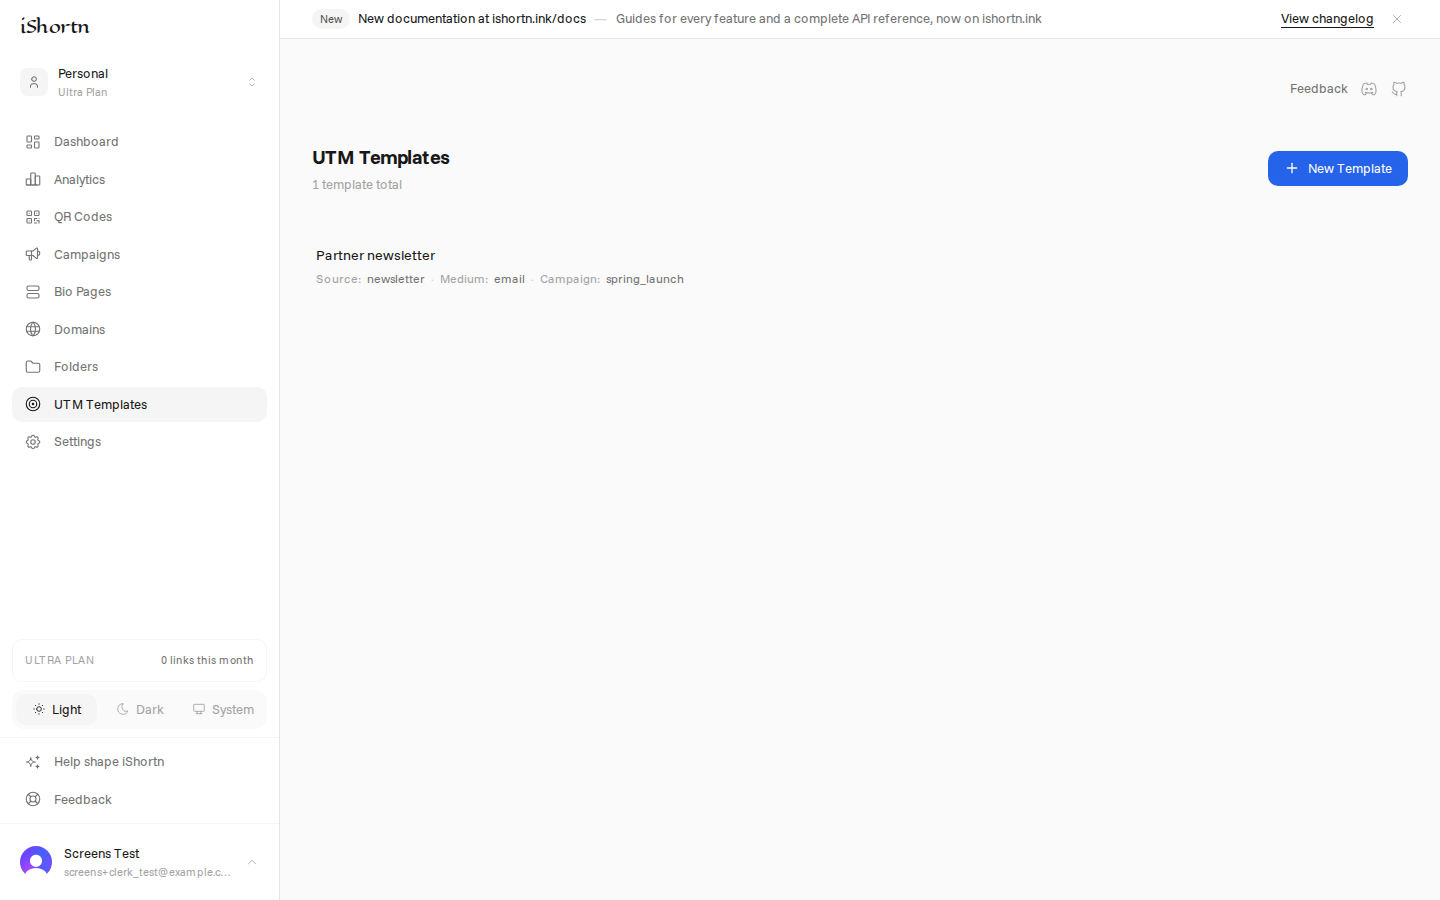 iShortn
Personal
Ultra Plan
Dashboard
Analytics
QR Codes
Campaigns
Bio Pages
Domains
Folders
UTM Templates
Settings
ULTRA PLAN 0 links this month
Light Dark System
Help shape iShortn
Feedback
Screens Test
screens+clerk_test@example.c...
New New documentation at ishortn.ink/docs — Guides for every feature and a complete API reference, now on ishortn.ink View changelog
Feedback
UTM Templates
1 template total
New Template
Partner newsletter
Source: newsletter · Medium: email · Campaign: spring_launch